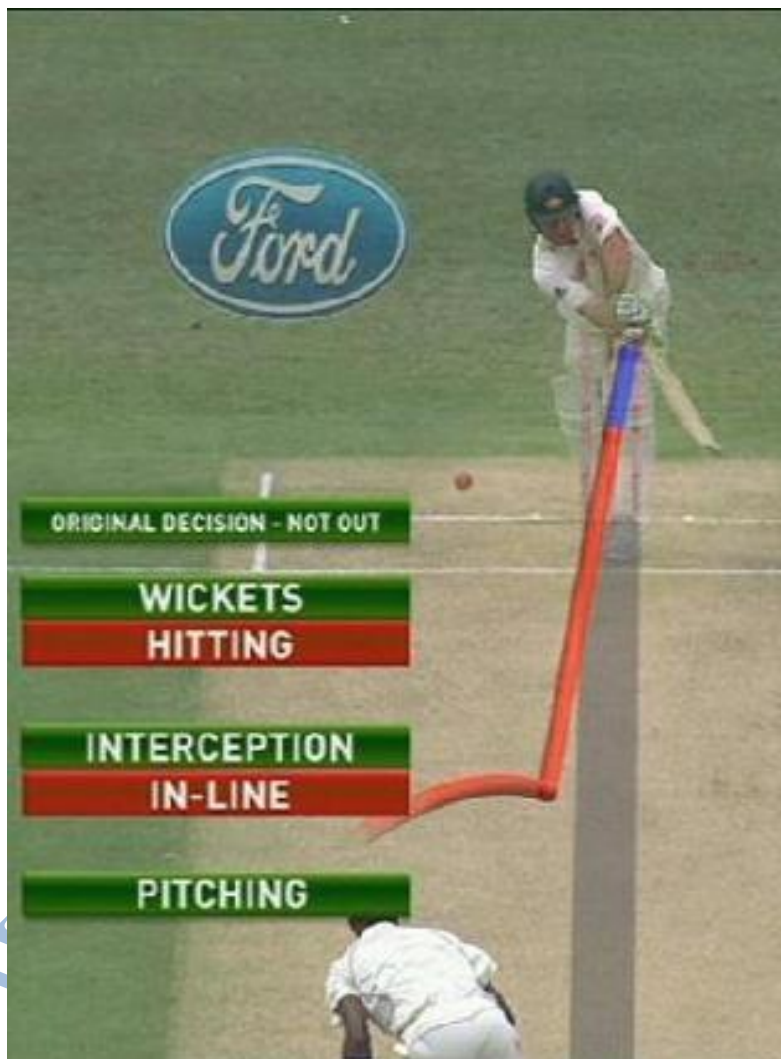 Ford
ORIGINAL DECISION - NOT OUT
WICKETS
HITTING
INTERCEPTION
IN-LINE
PITCHING